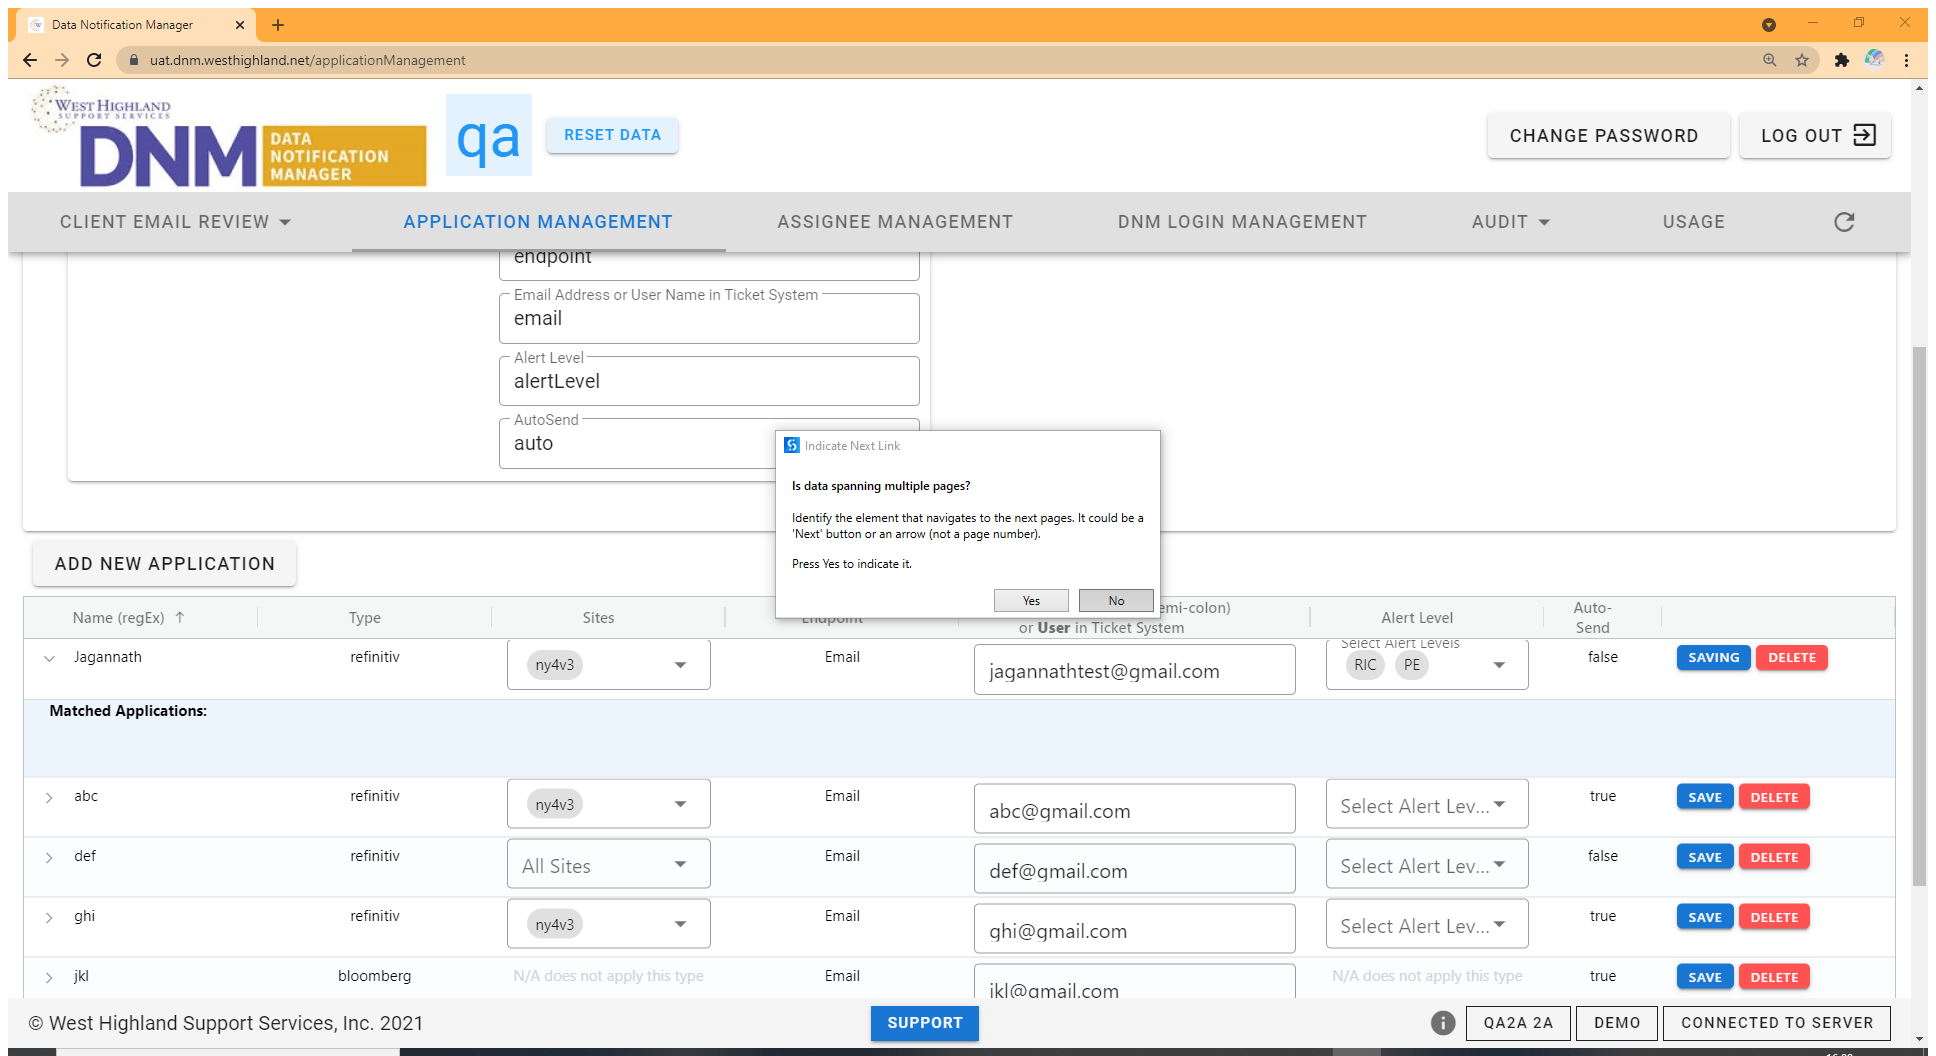 Data Notification Manager
uat.dnm.westhighland.net/applicationManagement
WEST HIGHLAND
SUPPORT SERVICES
DNM
DATA
NOTIFICATION
MANAGER
qa
RESET DATA
CHANGE PASSWORD
LOG OUT
CLIENT EMAIL REVIEW
APPLICATION MANAGEMENT
ASSIGNEE MANAGEMENT
DNM LOGIN MANAGEMENT
AUDIT
USAGE
endpoint
Email Address or User Name in Ticket System
email
Alert Level
alertLevel
AutoSend
auto
Indicate Next Link
Is data spanning multiple pages?
Identify the element that navigates to the next pages. It could be a
'Next' button or an arrow (not a page number).
Press Yes to indicate it.
Yes
No
ADD NEW APPLICATION
Name (regEx)
Type
Sites
Endpoint
emi-colon)
or User in Ticket System
Alert Level
Auto-
Send
Jagannath
refinitiv
ny4v3
Email
jagannathtest@gmail.com
Select Alert Levels
RIC
PE
false
SAVING
DELETE
Matched Applications:
abc
refinitiv
ny4v3
Email
abc@gmail.com
Select Alert Lev...
true
SAVE
DELETE
def
refinitiv
All Sites
Email
def@gmail.com
Select Alert Lev...
false
SAVE
DELETE
ghi
refinitiv
ny4v3
Email
ghi@gmail.com
Select Alert Lev...
true
SAVE
DELETE
jkl
bloomberg
N/A does not apply this type
Email
jkl@gmail.com
N/A does not apply this type
true
SAVE
DELETE
© West Highland Support Services, Inc. 2021
SUPPORT
QA2A 2A
DEMO
CONNECTED TO SERVER